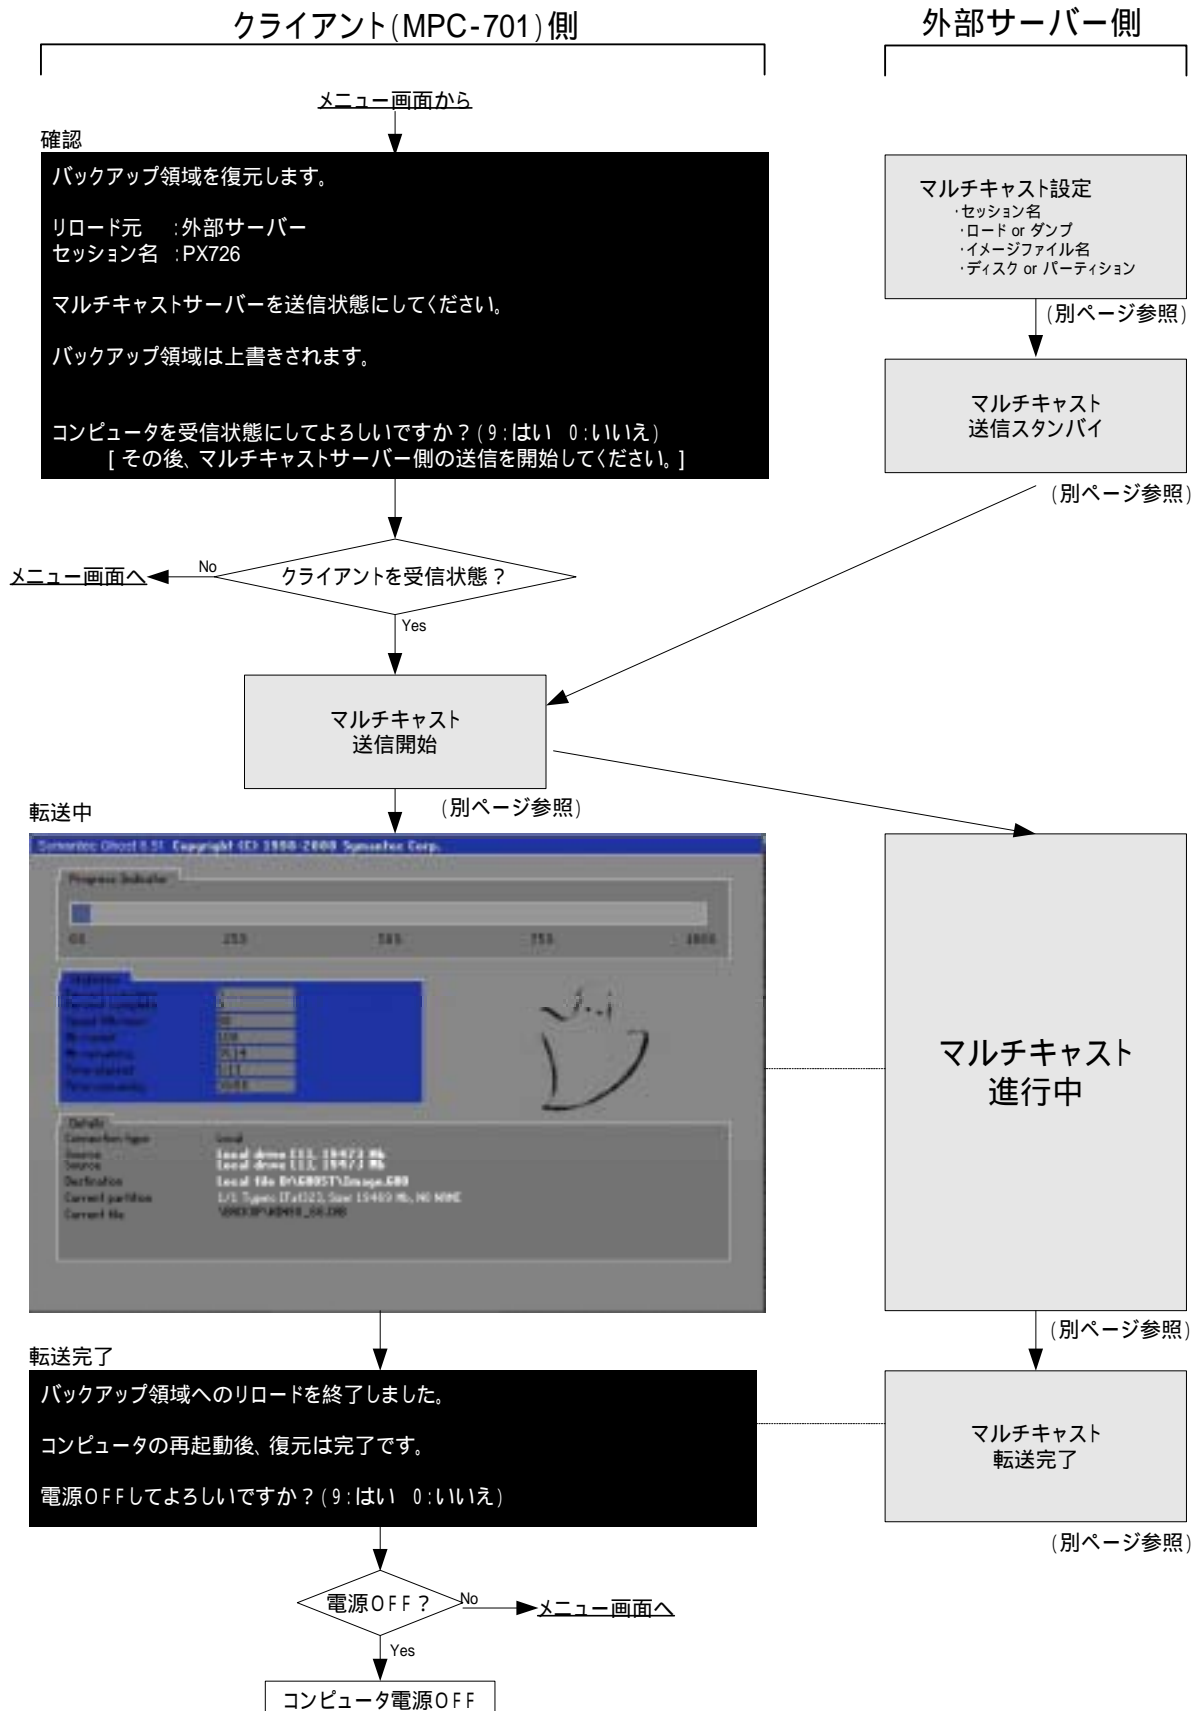 クライアント(MPC-701)側
外部サーバー側
メニュー画面から
確認
バックアップ領域を復元します。
リロード元 :外部サーバー
セッション名 :PX726
マルチキャストサーバーを送信状態にしてください。
バックアップ領域は上書きされます。
コンピュータを受信状態にしてよろしいですか?(9:はい 0:いいえ)
[その後、マルチキャストサーバー側の送信を開始してください。]
マルチキャスト設定
・セッション名
・ロード or ダンプ
・イメージファイル名
・ディスク or パーティション
(別ページ参照)
マルチキャスト
送信スタンバイ
(別ページ参照)
クライアントを受信状態?
No
メニュー画面へ
Yes
マルチキャスト
送信開始
(別ページ参照)
転送中
Symantec Ghost Copyright (C) 1998-2000 Symantec Corp.
Progress Indicator
Percent complete
Details
Connection type Local
Source
Destination
Current partition
Current file
マルチキャスト
進行中
(別ページ参照)
転送完了
バックアップ領域へのリロードを終了しました。
コンピュータの再起動後、復元は完了です。
電源OFFしてよろしいですか?(9:はい 0:いいえ)
マルチキャスト
転送完了
(別ページ参照)
電源OFF?
No
メニュー画面へ
Yes
コンピュータ電源OFF